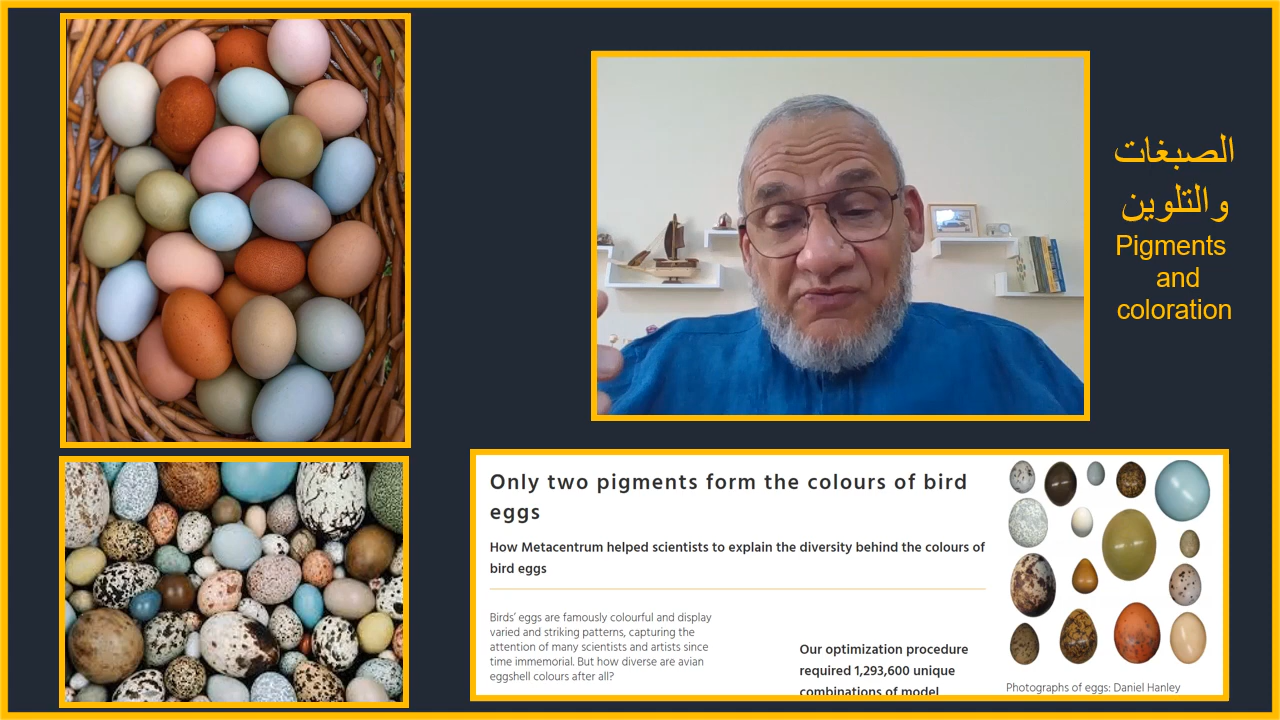 الصبغات
والتلوين
Pigments
and
coloration
Only two pigments form the colours of bird
eggs
How Metacentrum helped scientists to explain the diversity behind the colours of
bird eggs
Birds’ eggs are famously colourful and display
varied and striking patterns, capturing the
attention of many scientists and artists since
time immemorial. But how diverse are avian
eggshell colours after all?
Our optimization procedure
required 1,293,600 unique
combinations of model
Photographs of eggs: Daniel Hanley